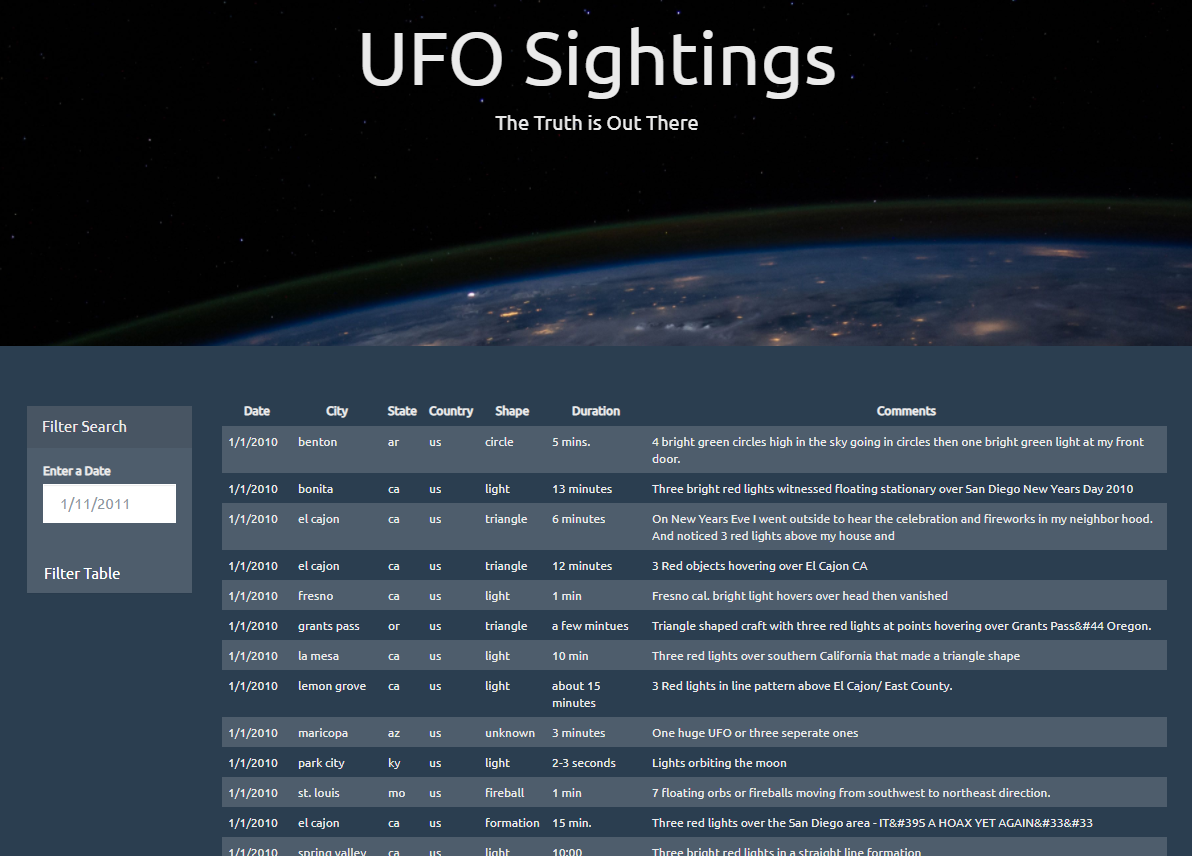 UFO Sightings
The Truth is Out There
Filter Search
Enter a Date
1/11/2011
Filter Table
Date City State Country Shape Duration Comments
1/1/2010 benton ar us circle 5 mins. 4 bright green circles high in the sky going in circles then one bright green light at my front
door.
1/1/2010 bonita ca us light 13 minutes Three bright red lights witnessed floating stationary over San Diego New Years Day 2010
1/1/2010 el cajon ca us triangle 6 minutes On New Years Eve I went outside to hear the celebration and fireworks in my neighbor hood.
And noticed 3 red lights above my house and
1/1/2010 el cajon ca us triangle 12 minutes 3 Red objects hovering over El Cajon CA
1/1/2010 fresno ca us light 1 min Fresno cal. bright light hovers over head then vanished
1/1/2010 grants pass or us triangle a few mintues Triangle shaped craft with three red lights at points hovering over Grants Pass&#44 Oregon.
1/1/2010 la mesa ca us light 10 min Three red lights over southern California that made a triangle shape
1/1/2010 lemon grove ca us light about 15 3 Red lights in line pattern above El Cajon/ East County.
minutes
1/1/2010 maricopa az us unknown 3 minutes One huge UFO or three seperate ones
1/1/2010 park city ky us light 2-3 seconds Lights orbiting the moon
1/1/2010 st. louis mo us fireball 1 min 7 floating orbs or fireballs moving from southwest to northeast direction.
1/1/2010 el cajon ca us formation 15 min. Three red lights over the San Diego area - IT&#39S A HOAX YET AGAIN&#33&#33
1/1/2010 spring valley ca us light 10:00 Three bright red lights in a straight line formation